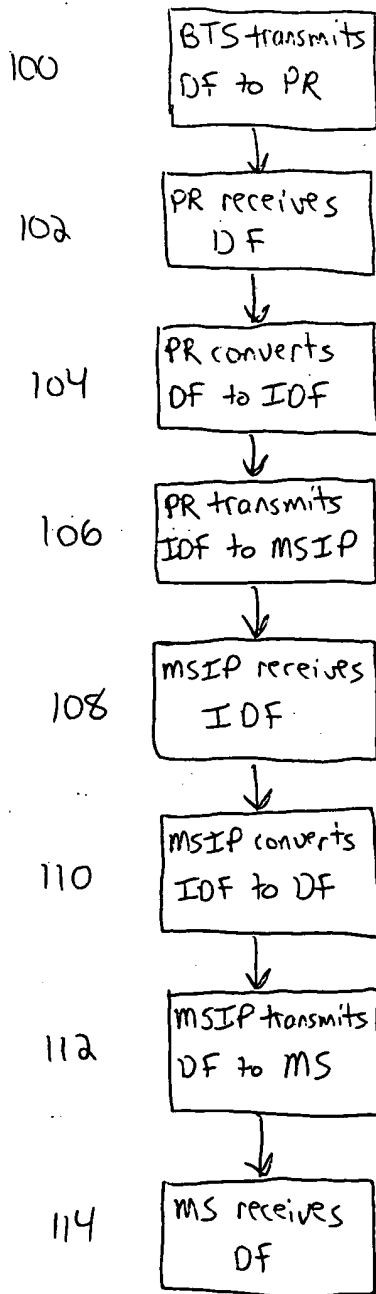 100
BTS transmits
DF to PR
102
PR receives
DF
104
PR converts
DF to IDF
106
PR transmits
IDF to MSIP
108
MSIP receives
IDF
110
MSIP converts
IDF to DF
112
MSIP transmits
DF to MS
114
MS receives
DF